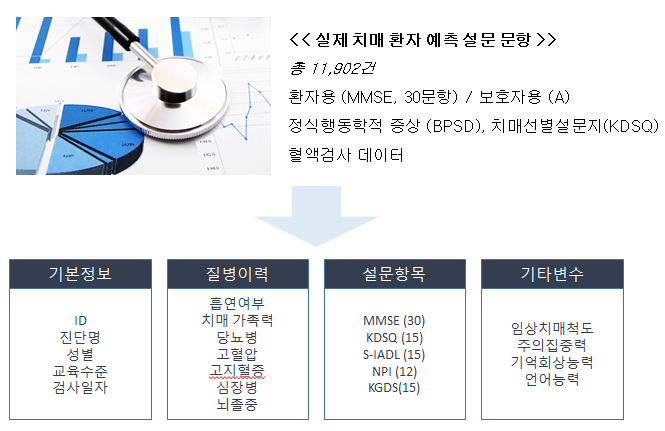 << 실제 치매 환자 예측 설문 문항 >>
총 11,902건
환자용 (MMSE, 30문항) / 보호자용 (A)
정식행동학적 증상 (BPSD), 치매선별설문지(KDSQ)
혈액검사 데이터
기본정보
ID
진단명
성별
교육수준
검사일자
질병이력
흡연여부
치매 가족력
당뇨병
고혈압
고지혈증
심장병
뇌졸중
설문항목
MMSE (30)
KDSQ (15)
S-IADL (15)
NPI (12)
KGDS(15)
기타변수
임상치매척도
주의집중력
기억회상능력
언어능력